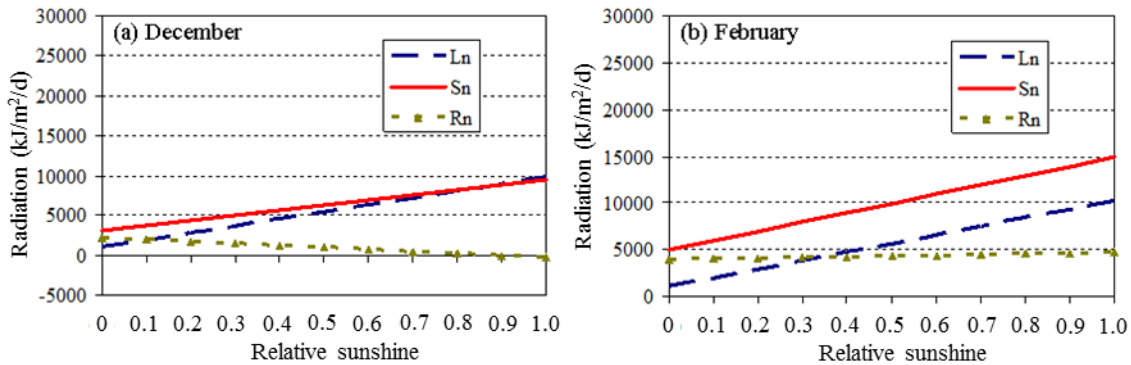 (a) December
Radiation (kJ/m²/d)
30000
25000
20000
15000
10000
5000
0
-5000
Ln
Sn
Rn
0 0.1 0.2 0.3 0.4 0.5 0.6 0.7 0.8 0.9 1.0
Relative sunshine
(b) February
Radiation (kJ/m²/d)
30000
25000
20000
15000
10000
5000
0
Ln
Sn
Rn
0 0.1 0.2 0.3 0.4 0.5 0.6 0.7 0.8 0.9 1.0
Relative sunshine